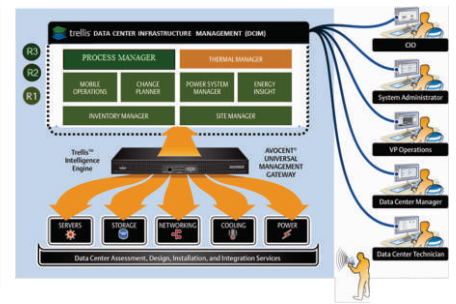 trellis DATA CENTER INFRASTRUCTURE MANAGEMENT (DCIM)
R3
PROCESS MANAGER
THERMAL MANAGER
R2
MOBILE OPERATIONS
CHANGE PLANNER
POWER SYSTEM MANAGER
ENERGY INSIGHT
R1
INVENTORY MANAGER
SITE MANAGER
Trellis™
Intelligence
Engine
AVOCENT®
UNIVERSAL
MANAGEMENT
GATEWAY
SERVERS
STORAGE
NETWORKING
COOLING
POWER
Data Center Assessment, Design, Installation, and Integration Services
CIO
System Administrator
VP Operations
Data Center Manager
Data Center Technician